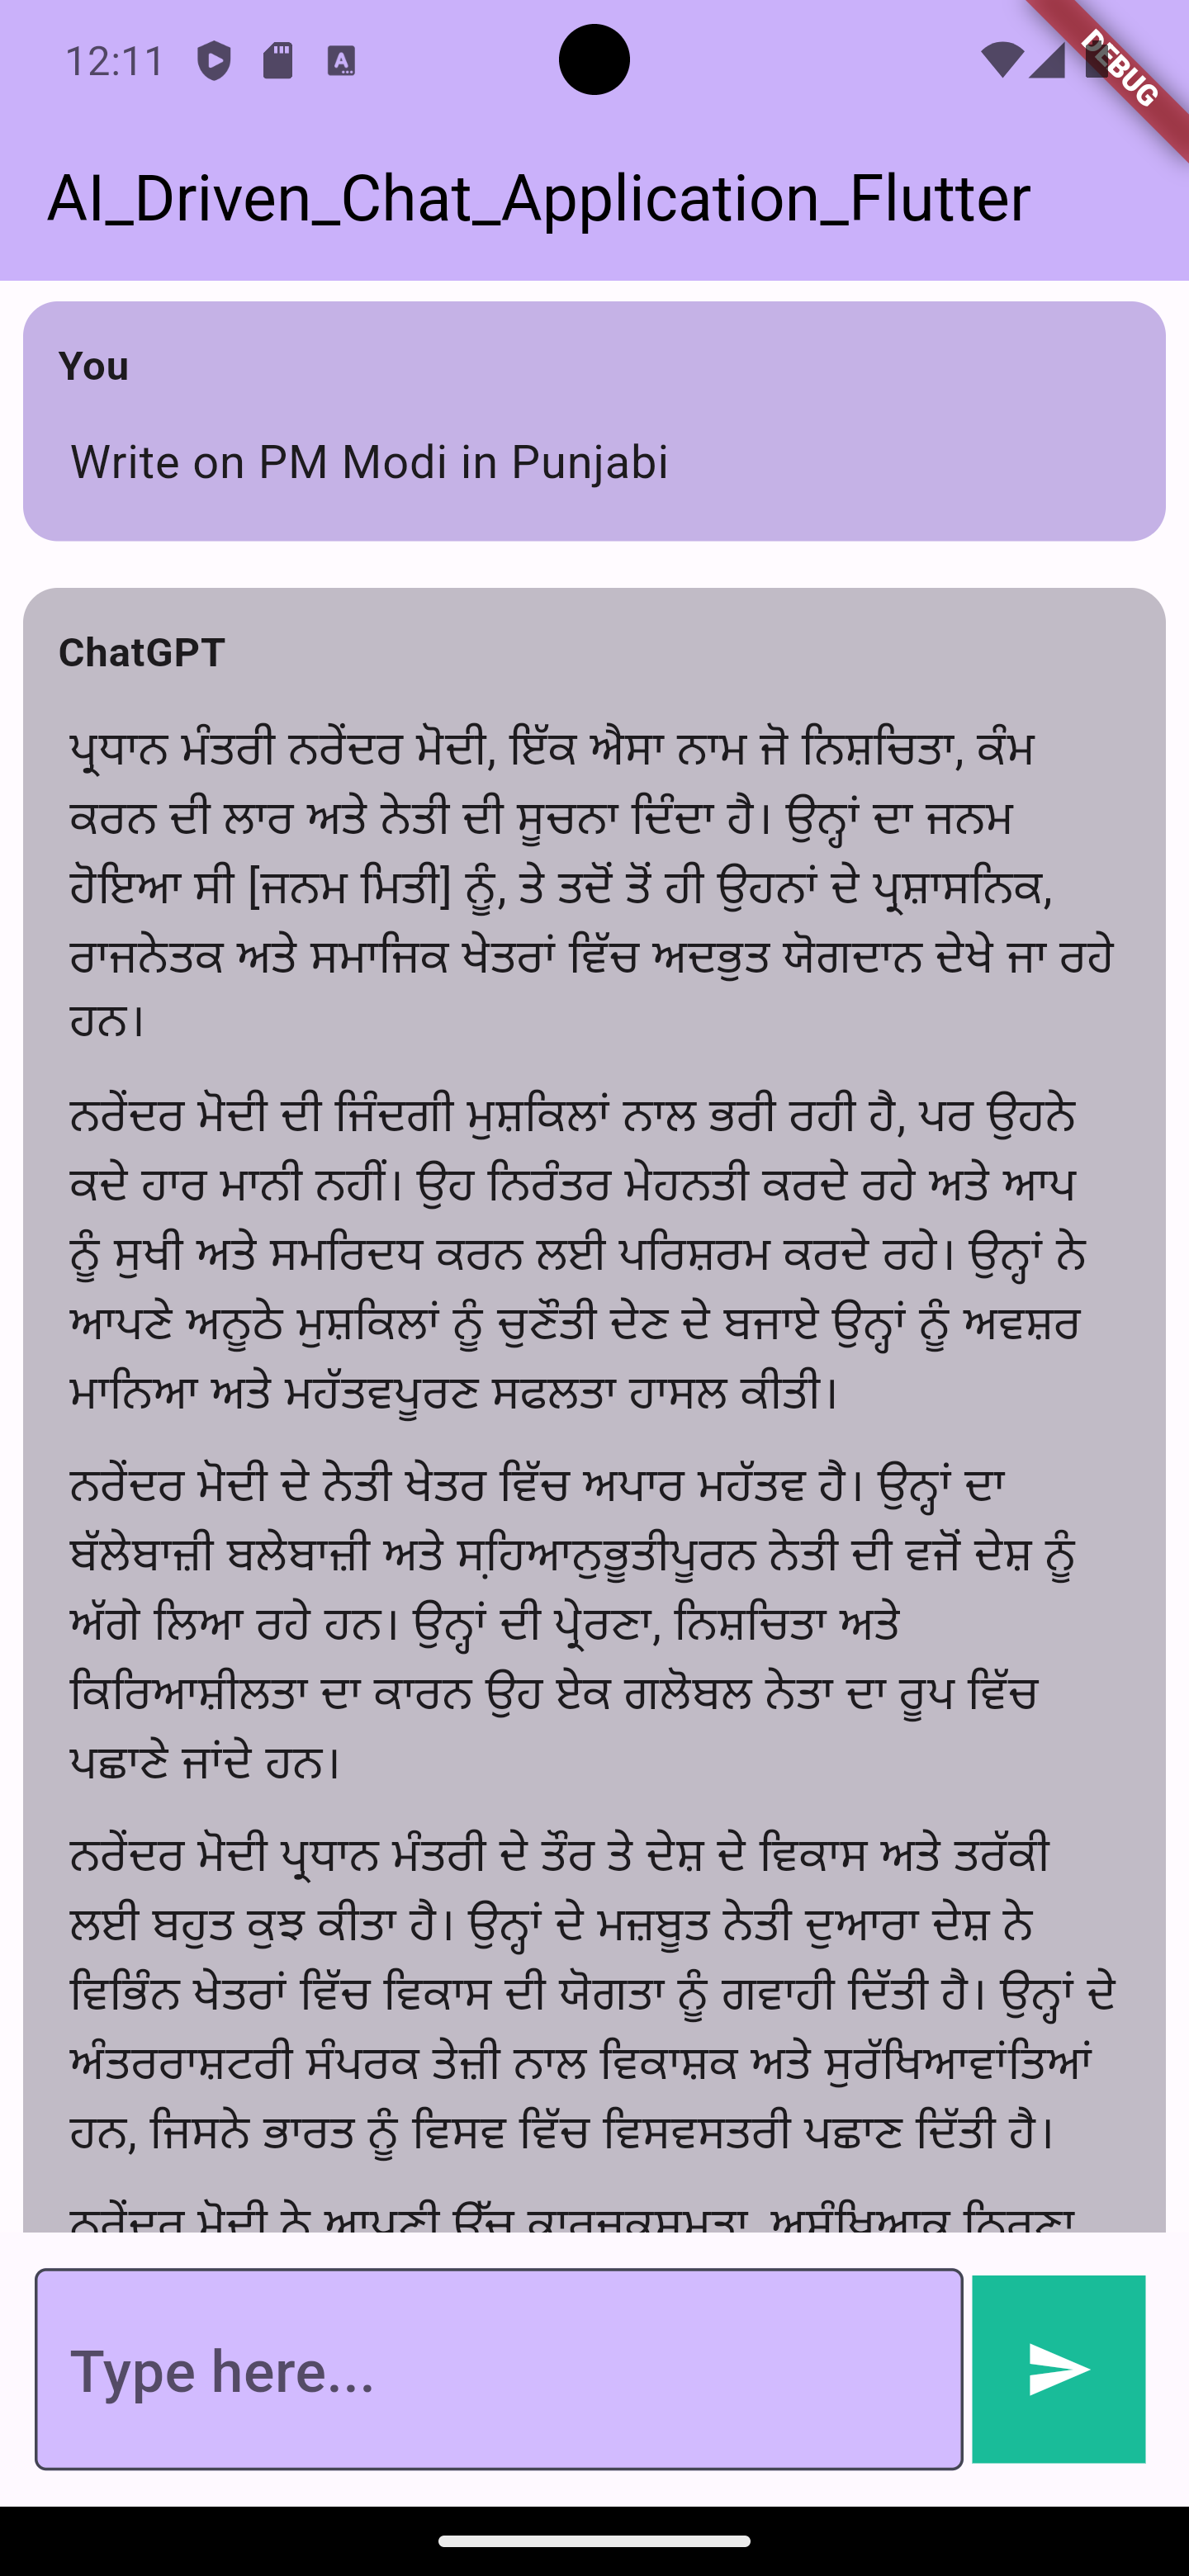 12:11
DEBUG
AI_Driven_Chat_Application_Flutter
You
Write on PM Modi in Punjabi
ChatGPT
ਪ੍ਰਧਾਨ ਮੰਤਰੀ ਨਰੇਂਦਰ ਮੋਦੀ, ਇੱਕ ਐਸਾ ਨਾਮ ਜੋ ਨਿਸ਼ਚਿਤਾ, ਕੰਮ
ਕਰਨ ਦੀ ਲਾਰ ਅਤੇ ਨੇਤੀ ਦੀ ਸੂਚਨਾ ਦਿੰਦਾ ਹੈ। ਉਨ੍ਹਾਂ ਦਾ ਜਨਮ
ਹੋਇਆ ਸੀ [ਜਨਮ ਮਿਤੀ] ਨੂੰ, ਤੇ ਤਦੋਂ ਤੋਂ ਹੀ ਉਹਨਾਂ ਦੇ ਪ੍ਰਸ਼ਾਸਨਿਕ,
ਰਾਜਨੇਤਕ ਅਤੇ ਸਮਾਜਿਕ ਖੇਤਰਾਂ ਵਿੱਚ ਅਦਭੁਤ ਯੋਗਦਾਨ ਦੇਖੇ ਜਾ ਰਹੇ
ਹਨ।
ਨਰੇਂਦਰ ਮੋਦੀ ਦੀ ਜਿੰਦਗੀ ਮੁਸ਼ਕਿਲਾਂ ਨਾਲ ਭਰੀ ਰਹੀ ਹੈ, ਪਰ ਉਹਨੇ
ਕਦੇ ਹਾਰ ਮਾਨੀ ਨਹੀਂ। ਉਹ ਨਿਰੰਤਰ ਮੇਹਨਤੀ ਕਰਦੇ ਰਹੇ ਅਤੇ ਆਪ
ਨੂੰ ਸੁਖੀ ਅਤੇ ਸਮਰਿਦਧ ਕਰਨ ਲਈ ਪਰਿਸ਼ਰਮ ਕਰਦੇ ਰਹੇ। ਉਨ੍ਹਾਂ ਨੇ
ਆਪਣੇ ਅਨੂਠੇ ਮੁਸ਼ਕਿਲਾਂ ਨੂੰ ਚੁਣੌਤੀ ਦੇਣ ਦੇ ਬਜਾਏ ਉਨ੍ਹਾਂ ਨੂੰ ਅਵਸ਼ਰ
ਮਾਨਿਆ ਅਤੇ ਮਹੱਤਵਪੂਰਣ ਸਫਲਤਾ ਹਾਸਲ ਕੀਤੀ।
ਨਰੇਂਦਰ ਮੋਦੀ ਦੇ ਨੇਤੀ ਖੇਤਰ ਵਿੱਚ ਅਪਾਰ ਮਹੱਤਵ ਹੈ। ਉਨ੍ਹਾਂ ਦਾ
ਬੱਲੇਬਾਜ਼ੀ ਬਲੇਬਾਜ਼ੀ ਅਤੇ ਸਹਿ਼ਆਨੁਭੂਤੀਪੂਰਨ ਨੇਤੀ ਦੀ ਵਜੋਂ ਦੇਸ਼ ਨੂੰ
ਅੱਗੇ ਲਿਆ ਰਹੇ ਹਨ। ਉਨ੍ਹਾਂ ਦੀ ਪ੍ਰੇਰਣਾ, ਨਿਸ਼ਚਿਤਾ ਅਤੇ
ਕਿਰਿਆਸ਼ੀਲਤਾ ਦਾ ਕਾਰਨ ਉਹ ਏਕ ਗਲੋਬਲ ਨੇਤਾ ਦਾ ਰੂਪ ਵਿੱਚ
ਪਛਾਣੇ ਜਾਂਦੇ ਹਨ।
ਨਰੇਂਦਰ ਮੋਦੀ ਪ੍ਰਧਾਨ ਮੰਤਰੀ ਦੇ ਤੌਰ ਤੇ ਦੇਸ਼ ਦੇ ਵਿਕਾਸ ਅਤੇ ਤਰੱਕੀ
ਲਈ ਬਹੁਤ ਕੁਝ ਕੀਤਾ ਹੈ। ਉਨ੍ਹਾਂ ਦੇ ਮਜ਼ਬੂਤ ਨੇਤੀ ਦੁਆਰਾ ਦੇਸ਼ ਨੇ
ਵਿਭਿੰਨ ਖੇਤਰਾਂ ਵਿੱਚ ਵਿਕਾਸ ਦੀ ਯੋਗਤਾ ਨੂੰ ਗਵਾਹੀ ਦਿੱਤੀ ਹੈ। ਉਨ੍ਹਾਂ ਦੇ
ਅੰਤਰਰਾਸ਼ਟਰੀ ਸੰਪਰਕ ਤੇਜ਼ੀ ਨਾਲ ਵਿਕਾਸ਼ਕ ਅਤੇ ਸੁਰੱਖਿਆਵਾਂਤਿਆਂ
ਹਨ, ਜਿਸਨੇ ਭਾਰਤ ਨੂੰ ਵਿਸਵ ਵਿੱਚ ਵਿਸਵਸਤਰੀ ਪਛਾਣ ਦਿੱਤੀ ਹੈ।
ਨਰੇਂਦਰ ਮੋਦੀ ਨੇ ਆਪਣੀ ਉੱਚ
Type here...